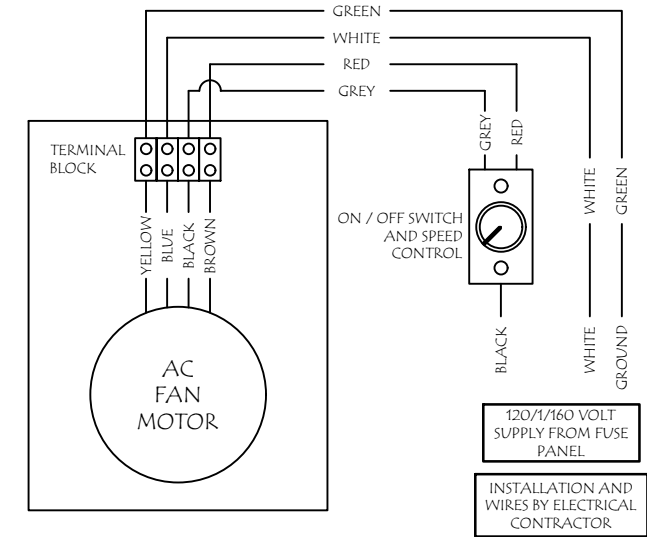 GREEN
WHITE
RED
GREY
TERMINAL
BLOCK
YELLOW
BLUE
BLACK
BROWN
GREY
RED
ON / OFF SWITCH
AND SPEED
CONTROL
WHITE
GREEN
BLACK
WHITE
GROUND
AC
FAN
MOTOR
120/1/160 VOLT
SUPPLY FROM FUSE
PANEL
INSTALLATION AND
WIRES BY ELECTRICAL
CONTRACTOR